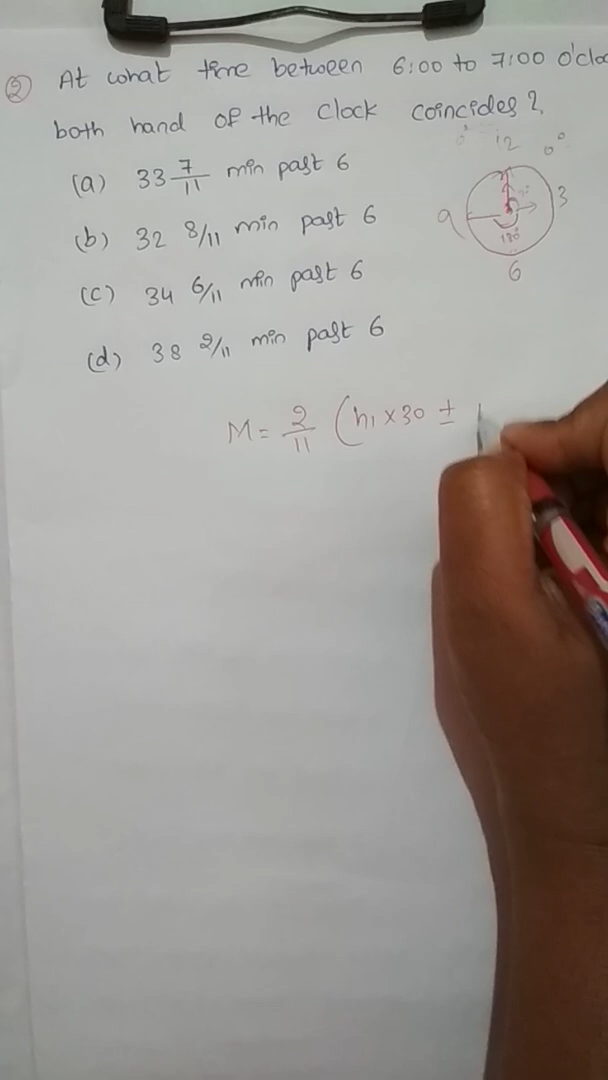 ② At what time between 6:00 to 7:00 O'clo
both hand of the clock coincides?
(a) 33 7/11 min past 6
(b) 32 8/11 min past 6
(c) 34 6/11 min past 6
(d) 38 2/11 min past 6
0° 12 0°
9 3
180°
6
M = 2/11 (h₁ × 30 ±